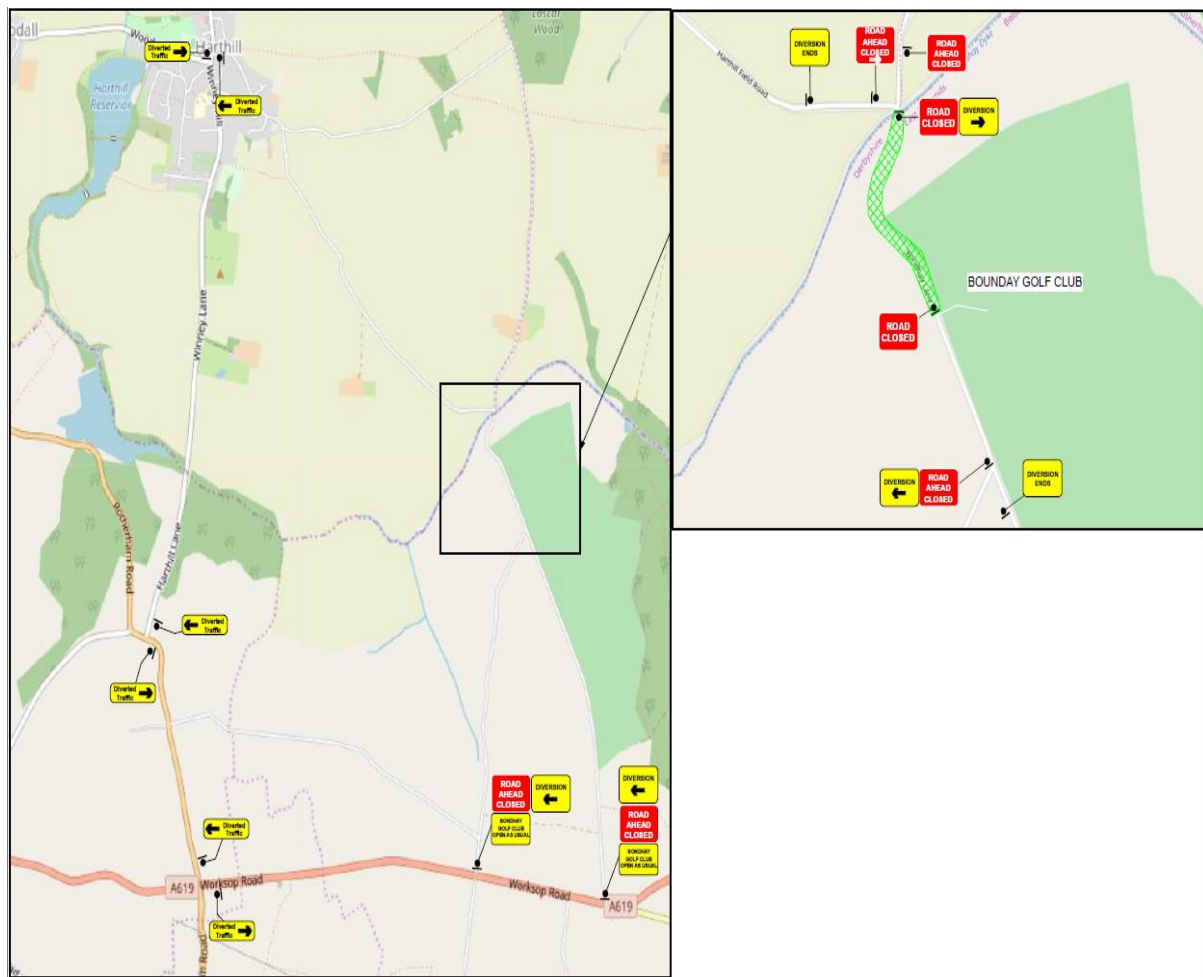 odall
Harthill
Diverted
Traffic
Diverted
Traffic
Harthill
Reservior
Winney Lane
Rotherham Road
Harthill Lane
Diverted
Traffic
Diverted
Traffic
Diverted
Traffic
A619
Worksop Road
Diverted
Traffic
ROAD
AHEAD
CLOSED
DIVERSION
BONDHAY
GOLF CLUB
OPEN AS USUAL
Worksop Road
DIVERSION
ROAD
AHEAD
CLOSED
BONDHAY
GOLF CLUB
OPEN AS USUAL
A619
DIVERSION
ENDS
ROAD
AHEAD
CLOSED
ROAD
AHEAD
CLOSED
Harthill Field Road
ROAD
CLOSED
DIVERSION
Derbyshire
BOUNDAY GOLF CLUB
ROAD
CLOSED
DIVERSION
ROAD
AHEAD
CLOSED
DIVERSION
ENDS